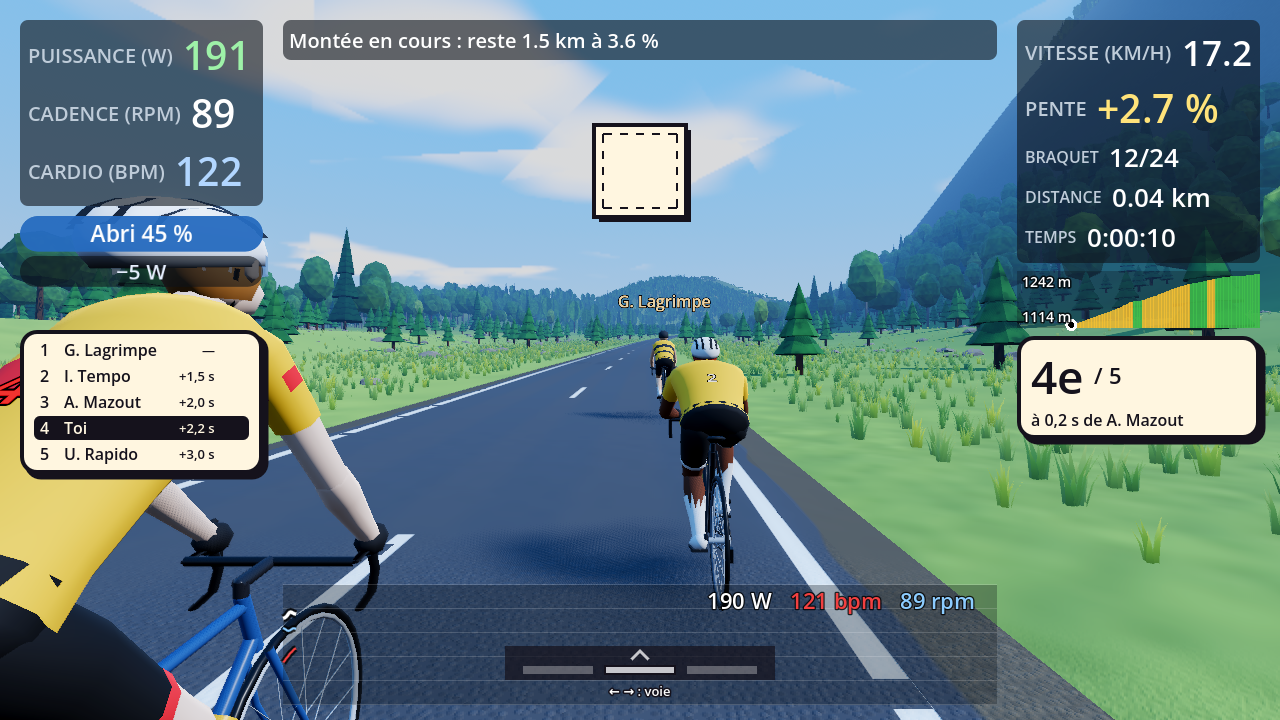 PUISSANCE (W) 191
CADENCE (RPM) 89
CARDIO (BPM) 122
Abri 45 %
−5 W
Montée en cours : reste 1.5 km à 3.6 %
VITESSE (KM/H) 17.2
PENTE +2.7 %
BRAQUET 12/24
DISTANCE 0.04 km
TEMPS 0:00:10
1242 m
1114 m
G. Lagrimpe
1 G. Lagrimpe —
2 I. Tempo +1,5 s
3 A. Mazout +2,0 s
4 Toi +2,2 s
5 U. Rapido +3,0 s
4e / 5
à 0,2 s de A. Mazout
2
190 W 121 bpm 89 rpm
← → : voie